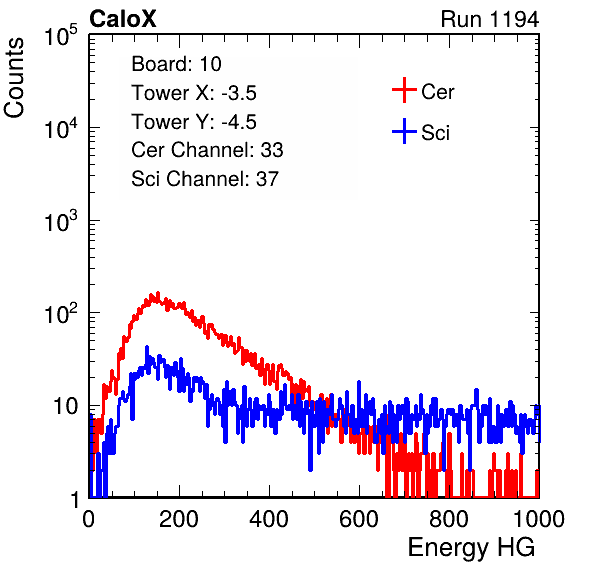 CaloX Run 1194
Counts
10^5
10^4
10^3
10^2
10
1
Board: 10
Tower X: -3.5
Tower Y: -4.5
Cer Channel: 33
Sci Channel: 37
Cer
Sci
0 200 400 600 800 1000
Energy HG